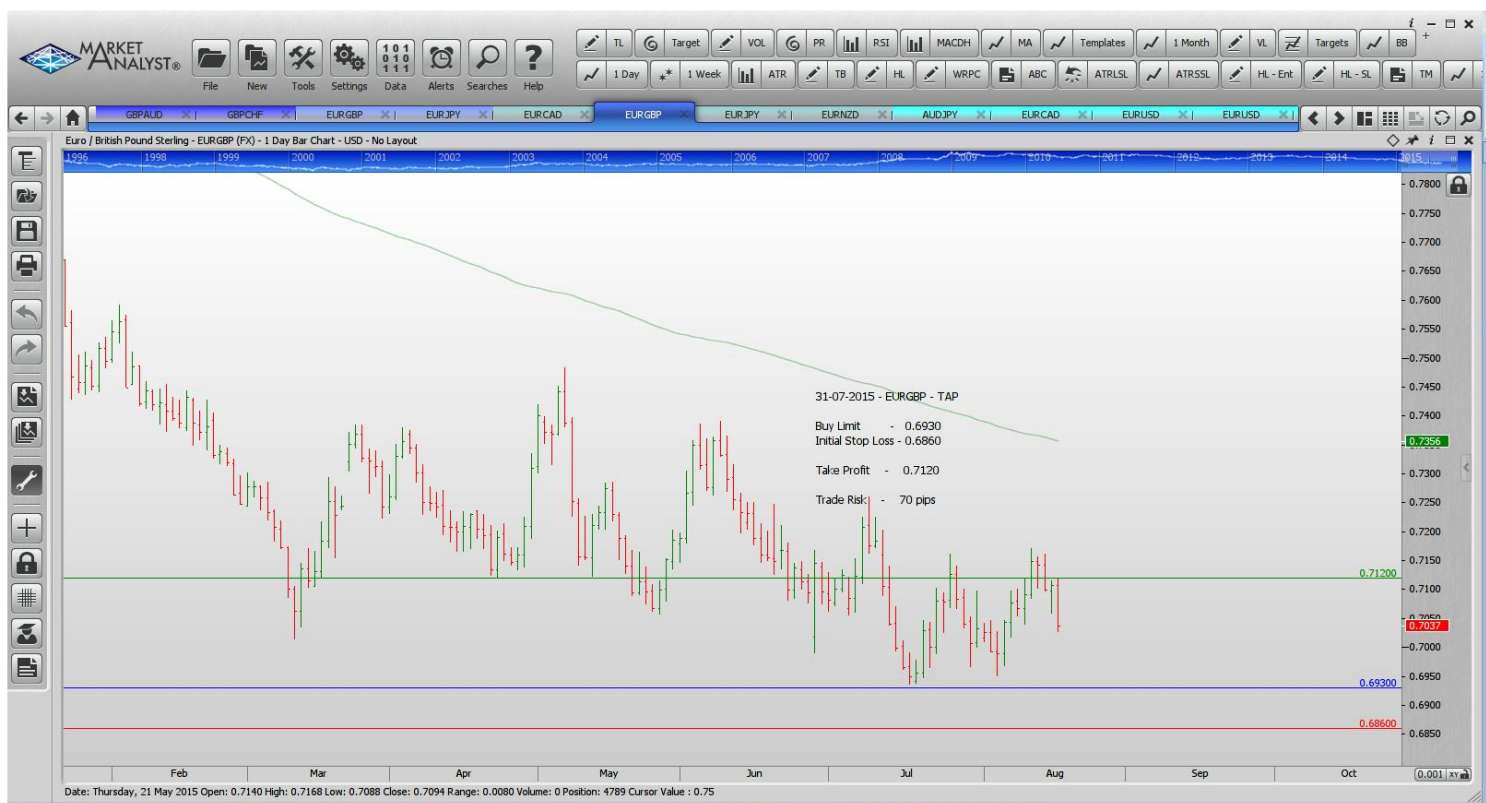 i
MARKET
ANALYST®
File New Tools Settings Data Alerts Searches Help
101
010
111
TL Target VOL PR RSI MACDH MA Templates 1 Month VL Targets BB
1 Day 1 Week ATR TB HL WRPC ABC ATRLSL ATRSSL HL - Ent HL - SL TM
GBPAUD GBPCHF EURGBP EURJPY EURCAD EURGBP EURJPY EURNZD AUDJPY EURCAD EURUSD EURUSD
Euro / British Pound Sterling - EURGBP (FX) - 1 Day Bar Chart - USD - No Layout
1996 1998 1999 2000 2001 2002 2003 2004 2005 2006 2007 2008 2009 2010 2011 2012 2013 2014 2015
0.7800
0.7750
0.7700
0.7650
0.7600
0.7550
0.7500
0.7450
31-07-2015 - EURGBP - TAP
0.7400
Buy Limit - 0.6930
Initial Stop Loss - 0.6860
0.7356
Take Profit - 0.7120
0.7300
Trade Risk - 70 pips
0.7250
0.7200
0.7150
0.71200
0.7100
0.7050
0.7037
0.7000
0.6950
0.69300
0.6900
0.68600
0.6850
Feb Mar Apr May Jun Jul Aug Sep Oct 0.001 XY
Date: Thursday, 21 May 2015 Open: 0.7140 High: 0.7168 Low: 0.7088 Close: 0.7094 Range: 0.0080 Volume: 0 Position: 4789 Cursor Value : 0.75